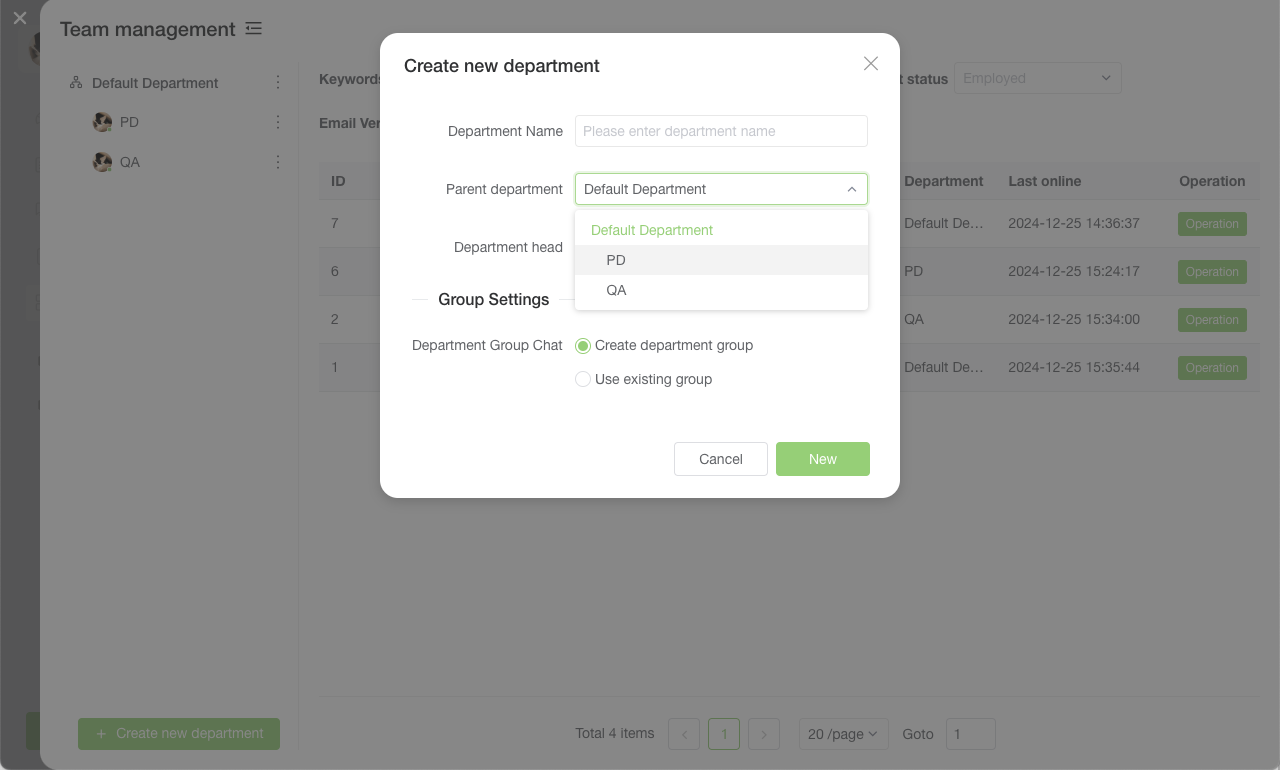 Team management
Default Department
PD
QA
Create new department
Keywords
t status
Employed
Email Ver
ID
Department
Last online
Operation
7
Default De...
2024-12-25 14:36:37
Operation
6
PD
2024-12-25 15:24:17
Operation
2
QA
2024-12-25 15:34:00
Operation
1
Default De...
2024-12-25 15:35:44
Operation
Total 4 items
1
20 /page
Goto
1
Create new department
Department Name
Please enter department name
Parent department
Default Department
Default Department
PD
QA
Department head
Group Settings
Department Group Chat
Create department group
Use existing group
Cancel
New